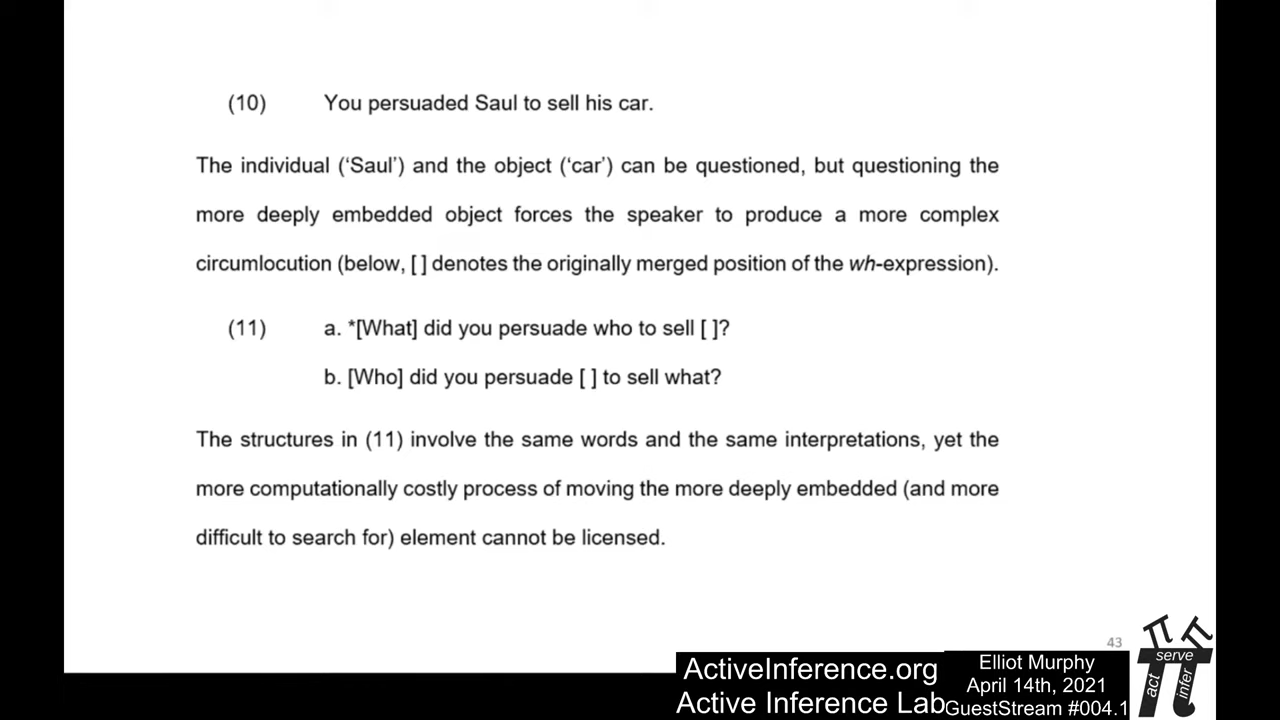 (10) You persuaded Saul to sell his car.
The individual (‘Saul’) and the object (‘car’) can be questioned, but questioning the
more deeply embedded object forces the speaker to produce a more complex
circumlocution (below, [ ] denotes the originally merged position of the wh-expression).
(11) a. *[What] did you persuade who to sell [ ]?
b. [Who] did you persuade [ ] to sell what?
The structures in (11) involve the same words and the same interpretations, yet the
more computationally costly process of moving the more deeply embedded (and more
difficult to search for) element cannot be licensed.
43
ActiveInference.org
Active Inference Lab
Elliot Murphy
April 14th, 2021
GuestStream #004.1
π π
serve
act infer